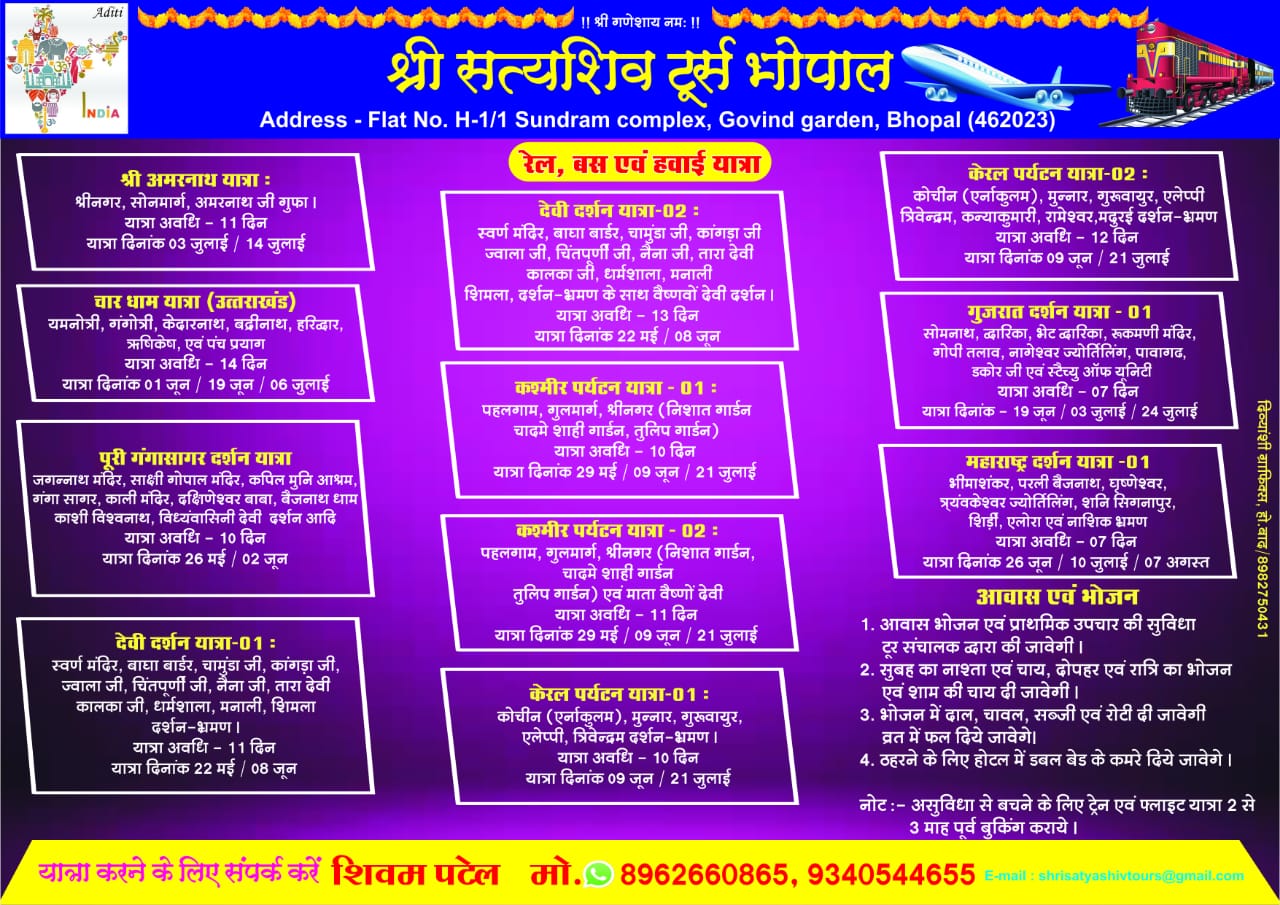 Aditi
INDIA
!! श्री गणेशाय नमः !!
श्री सत्यशिव टूर्स भोपाल
Address - Flat No. H-1/1 Sundram complex, Govind garden, Bhopal (462023)
रेल, बस एवं हवाई यात्रा
श्री अमरनाथ यात्रा :
श्रीनगर, सोनमार्ग, अमरनाथ जी गुफा।
यात्रा अवधि - 11 दिन
यात्रा दिनांक 03 जुलाई / 14 जुलाई
चार धाम यात्रा (उत्तराखंड)
यमनोत्री, गंगोत्री, केदारनाथ, बद्रीनाथ, हरिद्वार,
ऋषिकेष, एवं पंच प्रयाग
यात्रा अवधि - 14 दिन
यात्रा दिनांक 01 जून / 19 जून / 06 जुलाई
पूरी गंगासागर दर्शन यात्रा
जगन्नाथ मंदिर, साक्षी गोपाल मंदिर, कपिल मुनि आश्रम,
गंगा सागर, काली मंदिर, दक्षिणेश्वर बाबा, बैजनाथ धाम
काशी विश्वनाथ, विध्यंवासिनी देवी दर्शन आदि
यात्रा अवधि - 10 दिन
यात्रा दिनांक 26 मई / 02 जून
देवी दर्शन यात्रा-01 :
स्वर्ण मंदिर, बाघा बार्डर, चामुंडा जी, कांगड़ा जी,
ज्वाला जी, चिंतपूर्णी जी, नैना जी, तारा देवी
कालका जी, धर्मशाला, मनाली, शिमला
दर्शन-भ्रमण।
यात्रा अवधि - 11 दिन
यात्रा दिनांक 22 मई / 08 जून
देवी दर्शन यात्रा-02 :
स्वर्ण मंदिर, बाघा बार्डर, चामुंडा जी, कांगड़ा जी
ज्वाला जी, चिंतपूर्णी जी, नैना जी, तारा देवी
कालका जी, धर्मशाला, मनाली
शिमला, दर्शन-भ्रमण के साथ वैष्णवों देवी दर्शन।
यात्रा अवधि - 13 दिन
यात्रा दिनांक 22 मई / 08 जून
कश्मीर पर्यटन यात्रा - 01 :
पहलगाम, गुलमार्ग, श्रीनगर (निशात गार्डन
चादमे शाही गार्डन, तुलिप गार्डन)
यात्रा अवधि - 10 दिन
यात्रा दिनांक 29 मई / 09 जून / 21 जुलाई
कश्मीर पर्यटन यात्रा - 02 :
पहलगाम, गुलमार्ग, श्रीनगर (निशात गार्डन,
चादमे शाही गार्डन
तुलिप गार्डन) एवं माता वैष्णों देवी
यात्रा अवधि - 11 दिन
यात्रा दिनांक 29 मई / 09 जून / 21 जुलाई
केरल पर्यटन यात्रा-01 :
कोचीन (एर्नाकुलम), मुन्नार, गुरूवायुर,
एलेप्पी, त्रिवेन्द्रम दर्शन-भ्रमण।
यात्रा अवधि - 10 दिन
यात्रा दिनांक 09 जून / 21 जुलाई
केरल पर्यटन यात्रा-02 :
कोचीन (एर्नाकुलम), मुन्नार, गुरूवायुर, एलेप्पी
त्रिवेन्द्रम, कन्याकुमारी, रामेश्वर,मदुरई दर्शन-भ्रमण
यात्रा अवधि - 12 दिन
यात्रा दिनांक 09 जून / 21 जुलाई
गुजरात दर्शन यात्रा - 01
सोमनाथ, द्वारिका, भेट द्वारिका, रूकमणी मंदिर,
गोपी तलाव, नागेश्वर ज्योर्तिलिंग, पावागढ,
डकोर जी एवं स्टैच्यु ऑफ यूनिटी
यात्रा अवधि - 07 दिन
यात्रा दिनांक - 19 जून / 03 जुलाई / 24 जुलाई
महाराष्ट्र दर्शन यात्रा -01
भीमाशंकर, परली बैजनाथ, घृष्णेश्वर,
त्र्यंवकेश्वर ज्योर्तिलिंग, शनि सिगनापुर,
शिर्ड़ी, एलोरा एवं नाशिक भ्रमण
यात्रा अवधि - 07 दिन
यात्रा दिनांक 26 जून / 10 जुलाई / 07 अगस्त
आवास एवं भोजन
1. आवास भोजन एवं प्राथमिक उपचार की सुविधा
टूर संचालक द्वारा की जावेगी।
2. सुबह का नाश्ता एवं चाय, दोपहर एवं रात्रि का भोजन
एवं शाम की चाय दी जावेगी।
3. भोजन में दाल, चावल, सब्जी एवं रोटी दी जावेगी
व्रत में फल दिये जावेगे।
4. ठहरने के लिए होटल में डबल बेड के कमरे दिये जावेगे।
नोट :- असुविधा से बचने के लिए ट्रेन एवं फ्लाइट यात्रा 2 से
3 माह पूर्व बुकिंग कराये।
दिव्यांशी ग्राफिक्स, हो.बाद/8982750431
यात्रा करने के लिए संपर्क करें शिवम पटेल मो. 8962660865, 9340544655 E-mail : shrisatyashivtours@gmail.com